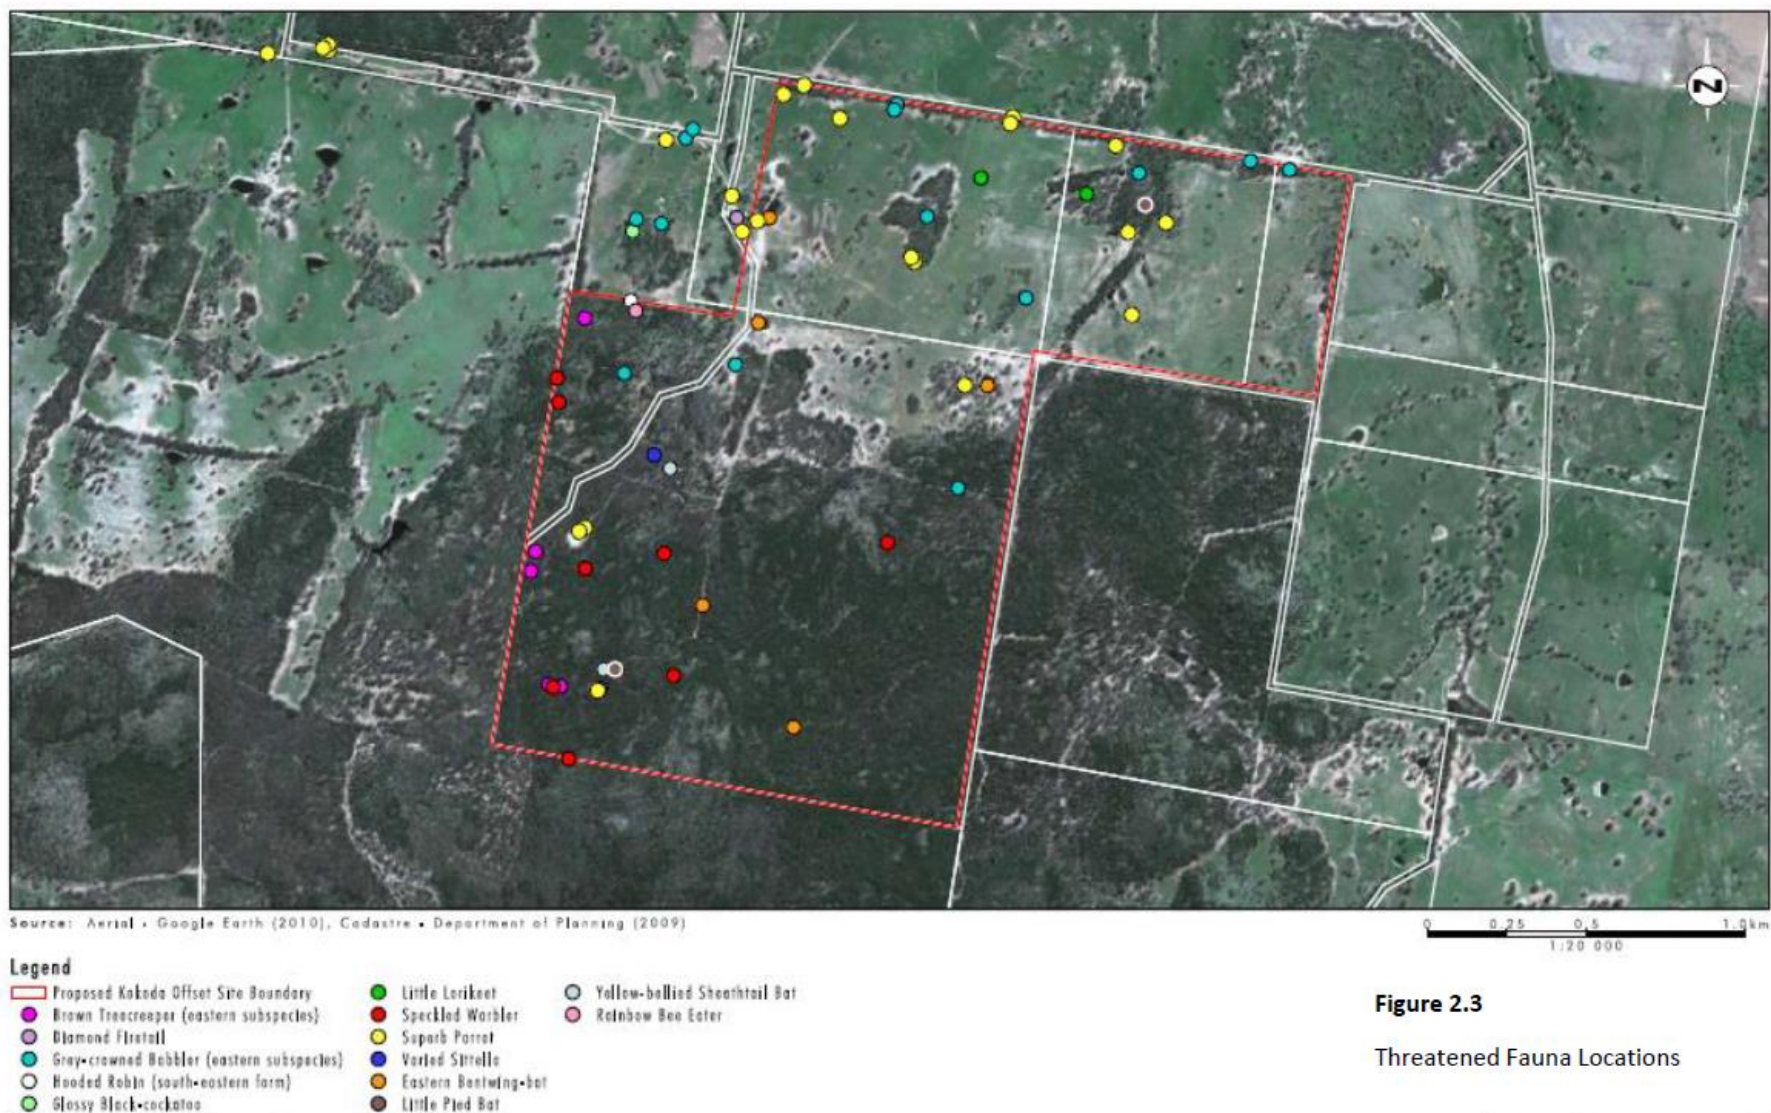 N
Source: Aerial - Google Earth (2010), Cadastre - Department of Planning (2009)
0 0.25 0.5 1.0km
1:20 000
Legend
Proposed Kokoda Offset Site Boundary
Brown Treecreeper (eastern subspecies)
Diamond Firetail
Grey-crowned Babbler (eastern subspecies)
Hooded Robin (south-eastern form)
Glossy Black-cockatoo
Little Lorikeet
Speckled Warbler
Superb Parrot
Varied Sittella
Eastern Bentwing-bat
Little Pied Bat
Yellow-bellied Sheathtail Bat
Rainbow Bee Eater
Figure 2.3
Threatened Fauna Locations